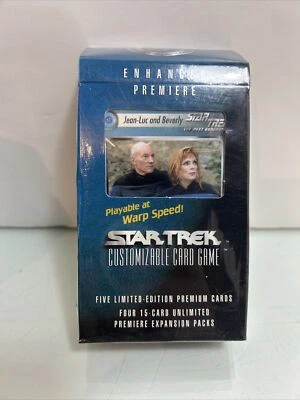 ENHANCED
PREMIERE
Jean-Luc and Beverly
STAR TREK
THE NEXT GENERATION
Playable at
Warp Speed!
STAR TREK
CUSTOMIZABLE CARD GAME
FIVE LIMITED-EDITION PREMIUM CARDS
FOUR 15-CARD UNLIMITED
PREMIERE EXPANSION PACKS